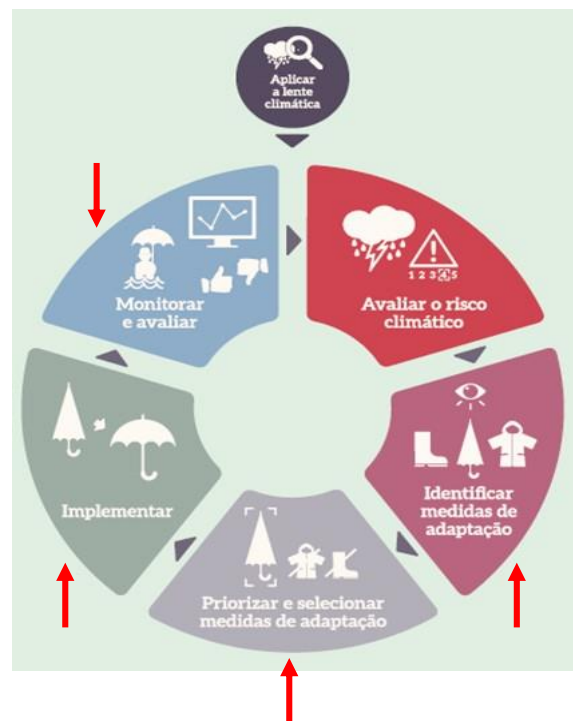 Aplicar
a lente
climática
Monitorar
e avaliar
1 2 3 4 5
Avaliar o risco
climático
Identificar
medidas de
adaptação
Priorizar e selecionar
medidas de adaptação
Implementar